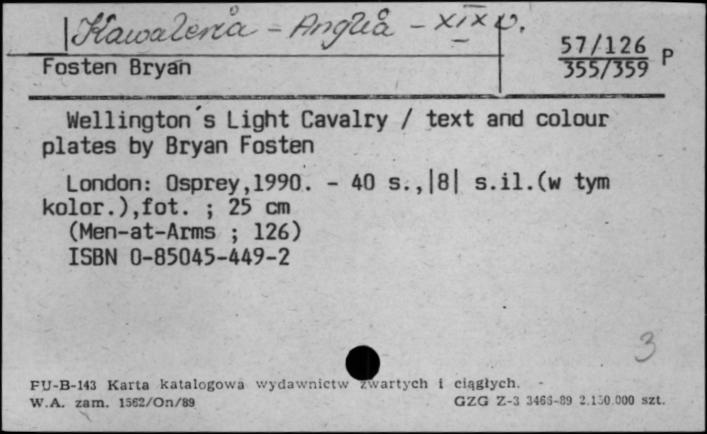 Kawaleria - Anglia - XIX w.
57/126 P
355/359
Fosten Bryan
Wellington's Light Cavalry / text and colour
plates by Bryan Fosten
London: Osprey,1990. - 40 s.,|8| s.il.(w tym
kolor.),fot. ; 25 cm
(Men-at-Arms ; 126)
ISBN 0-85045-449-2
3
FU-B-143 Karta katalogowa wydawnictw zwartych i ciągłych.
W.A. zam. 1562/On/89 GZG Z-3 3466-89 2.150.000 szt.